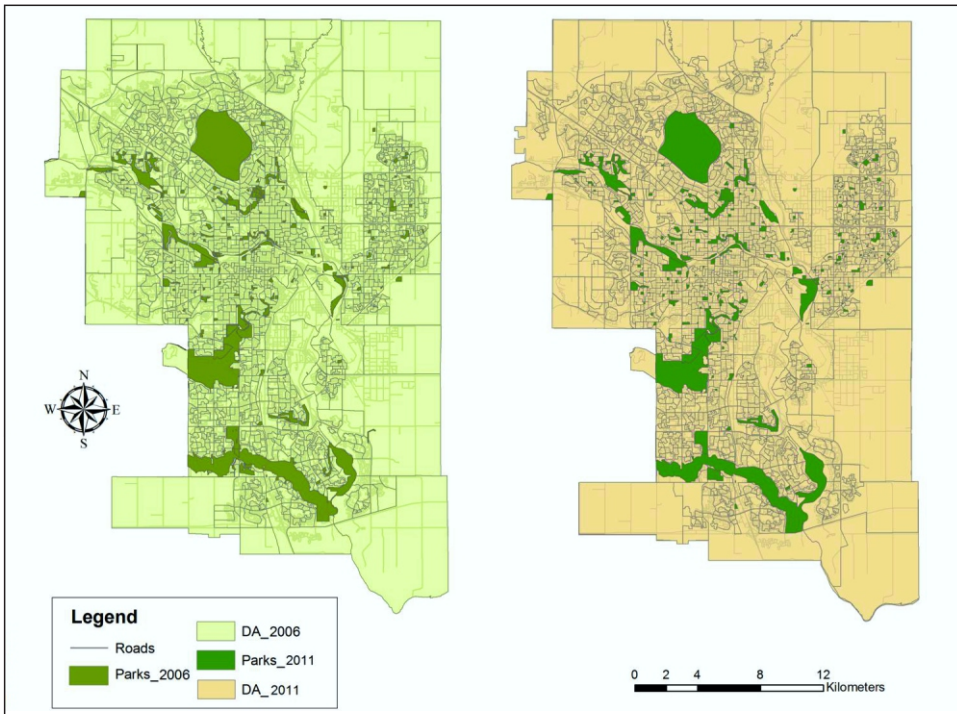 N
W E
S
Legend
Roads
Parks_2006
DA_2006
Parks_2011
DA_2011
0 2 4 8 12
Kilometers